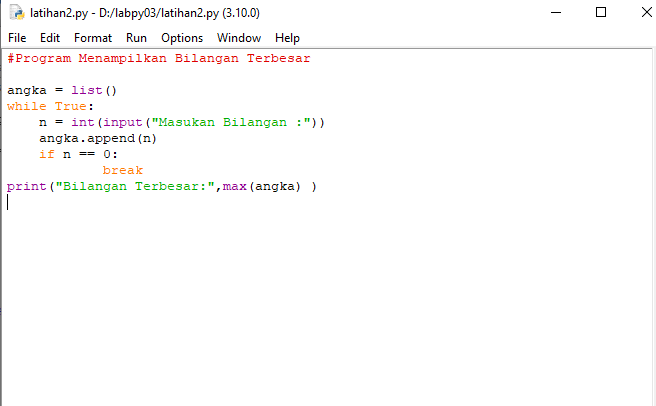 latihan2.py - D:/labpy03/latihan2.py (3.10.0)
File Edit Format Run Options Window Help
#Program Menampilkan Bilangan Terbesar
angka = list()
while True:
    n = int(input("Masukan Bilangan :"))
    angka.append(n)
    if n == 0:
            break
print("Bilangan Terbesar:",max(angka) )